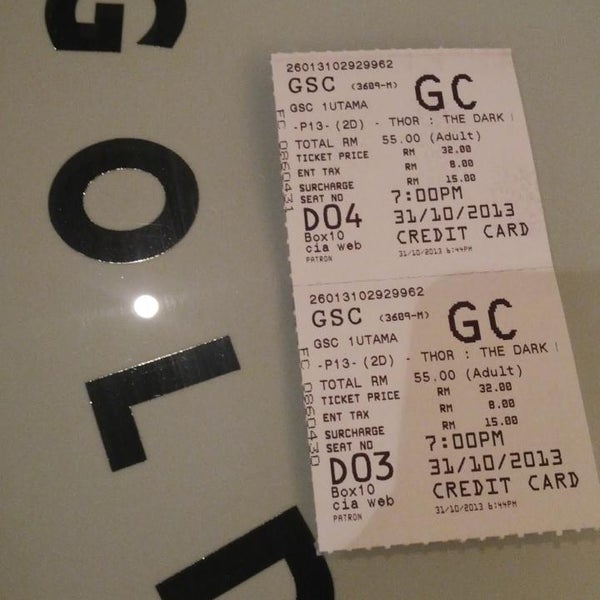 GOLD
26013102929962
GSC (3609-M) GC
GSC 1UTAMA
-P13-(2D) - THOR : THE DARK
TOTAL RM 55.00 (Adult)
TICKET PRICE RM 32.00
ENT TAX RM 8.00
SURCHARGE RM 15.00
SEAT NO 7:00PM
D04 31/10/2013
Box10 CREDIT CARD
cia web
PATRON 31/10/2013 6:44PM
FC 0860431
26013102929962
GSC (3609-M) GC
GSC 1UTAMA
-P13-(2D) - THOR : THE DARK
TOTAL RM 55.00 (Adult)
TICKET PRICE RM 32.00
ENT TAX RM 8.00
SURCHARGE RM 15.00
SEAT NO 7:00PM
D03 31/10/2013
Box10 CREDIT CARD
cia web
PATRON 31/10/2013 6:44PM
FC 0860430